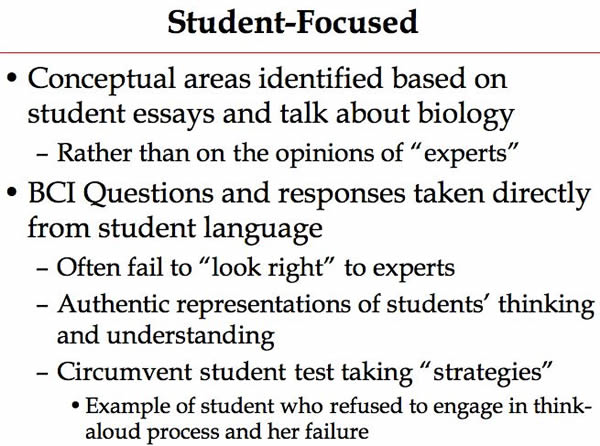 Student-Focused
• Conceptual areas identified based on
student essays and talk about biology
– Rather than on the opinions of “experts”
• BCI Questions and responses taken directly
from student language
– Often fail to “look right” to experts
– Authentic representations of students’ thinking
and understanding
– Circumvent student test taking “strategies”
• Example of student who refused to engage in think-
aloud process and her failure